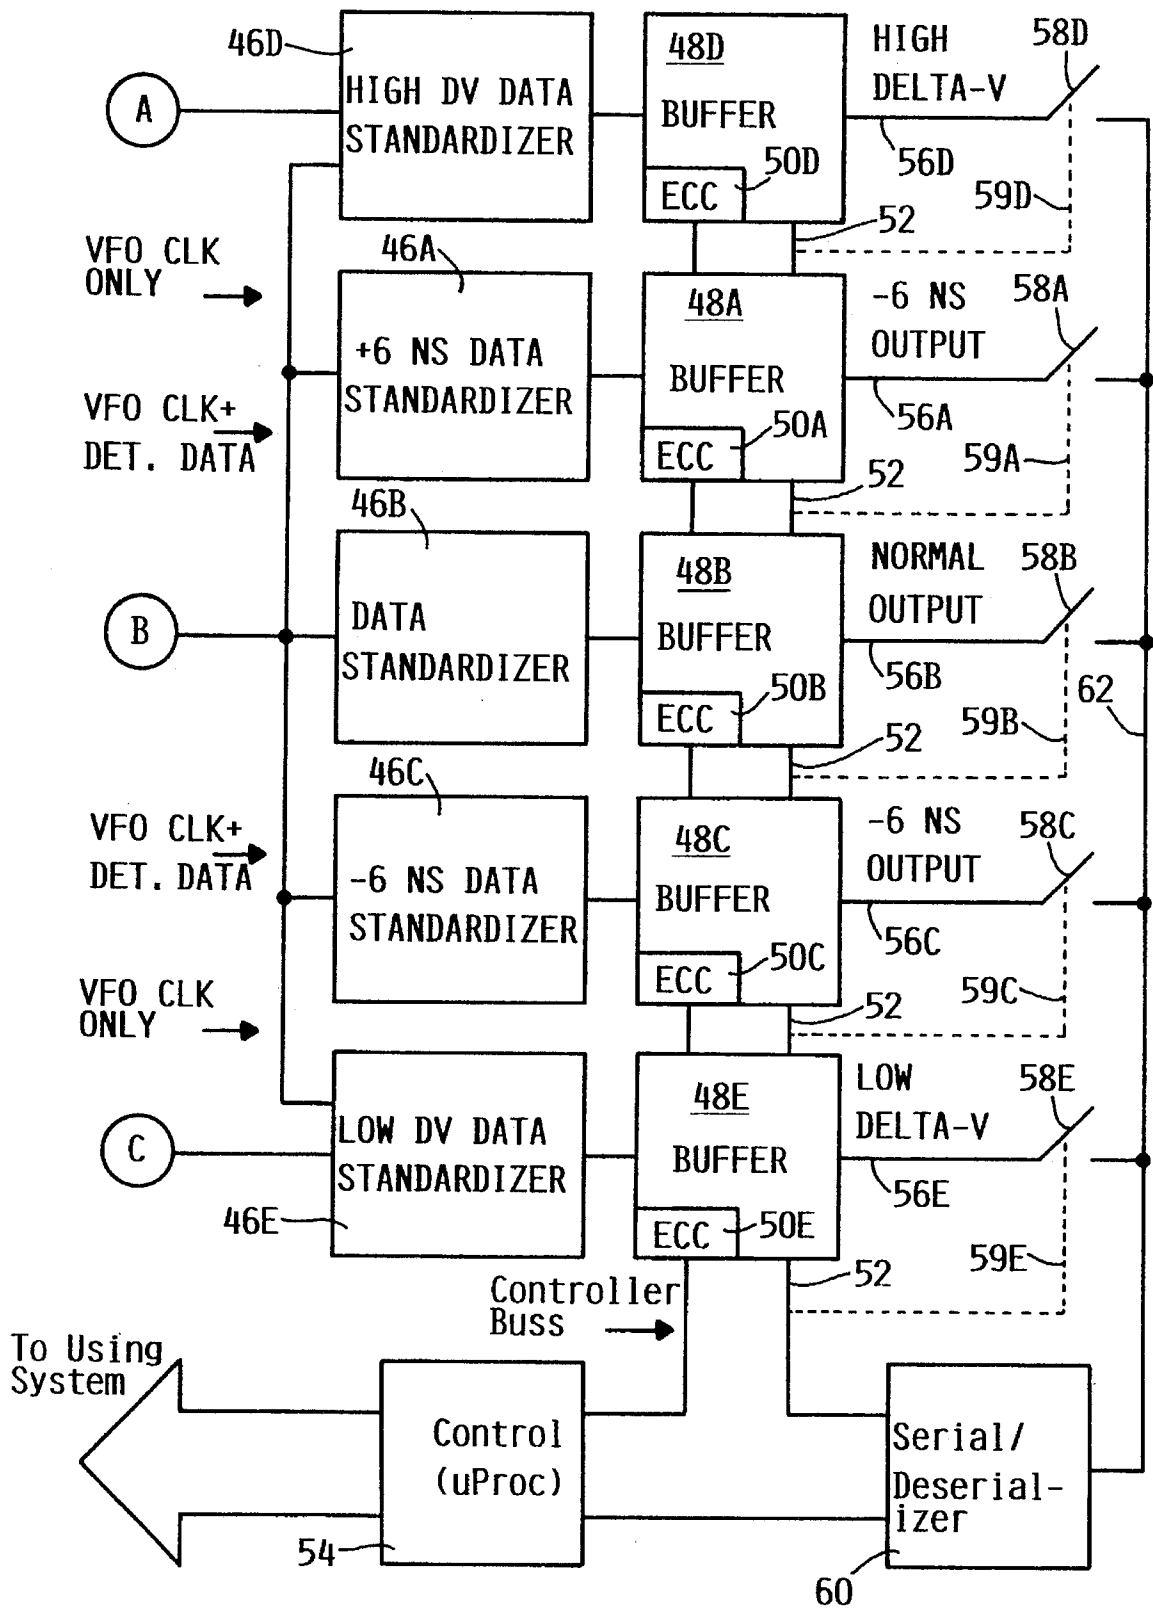 46D
48D
HIGH
DELTA-V
58D
A
HIGH DV DATA
STANDARDIZER
BUFFER
50D
ECC
56D
59D
52
VFO CLK
ONLY
46A
48A
-6 NS
OUTPUT
58A
+6 NS DATA
STANDARDIZER
BUFFER
VFO CLK+
DET. DATA
50A
ECC
56A
59A
52
46B
48B
NORMAL
OUTPUT
58B
B
DATA
STANDARDIZER
BUFFER
50B
ECC
56B
59B
62
52
46C
48C
-6 NS
OUTPUT
58C
VFO CLK+
DET. DATA
-6 NS DATA
STANDARDIZER
BUFFER
50C
ECC
56C
59C
52
VFO CLK
ONLY
48E
LOW
DELTA-V
58E
C
LOW DV DATA
STANDARDIZER
BUFFER
46E
50E
ECC
56E
59E
52
Controller
Buss
To Using
System
Control
(uProc)
54
Serial/
Deserial-
izer
60